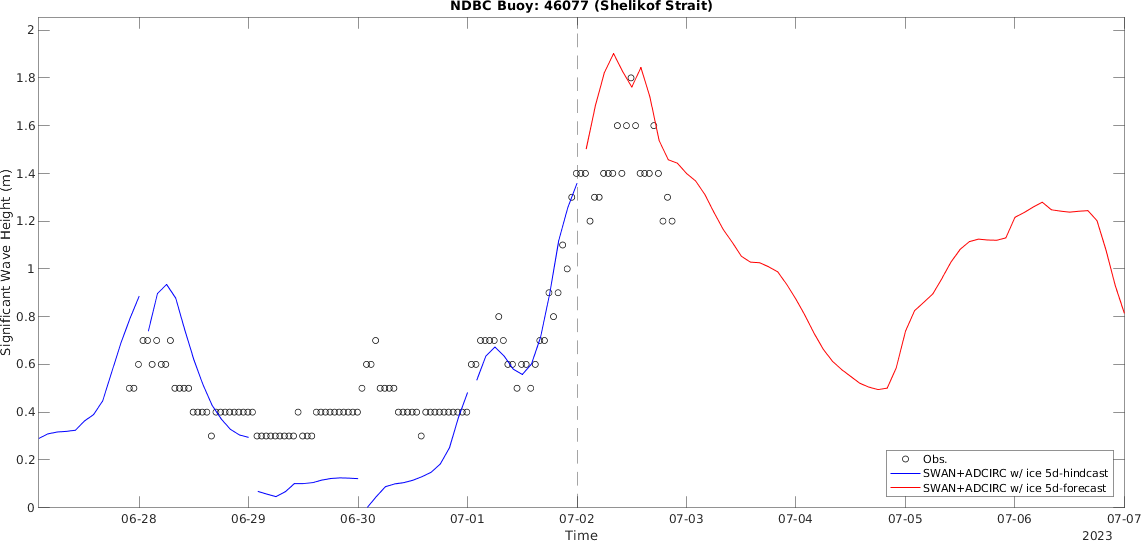 NDBC Buoy: 46077 (Shelikof Strait)
2
1.8
1.6
1.4
1.2
1
0.8
0.6
0.4
0.2
0
Significant Wave Height (m)
Obs.
SWAN+ADCIRC w/ ice 5d-hindcast
SWAN+ADCIRC w/ ice 5d-forecast
06-28 06-29 06-30 07-01 07-02 07-03 07-04 07-05 07-06 07-07
Time
2023